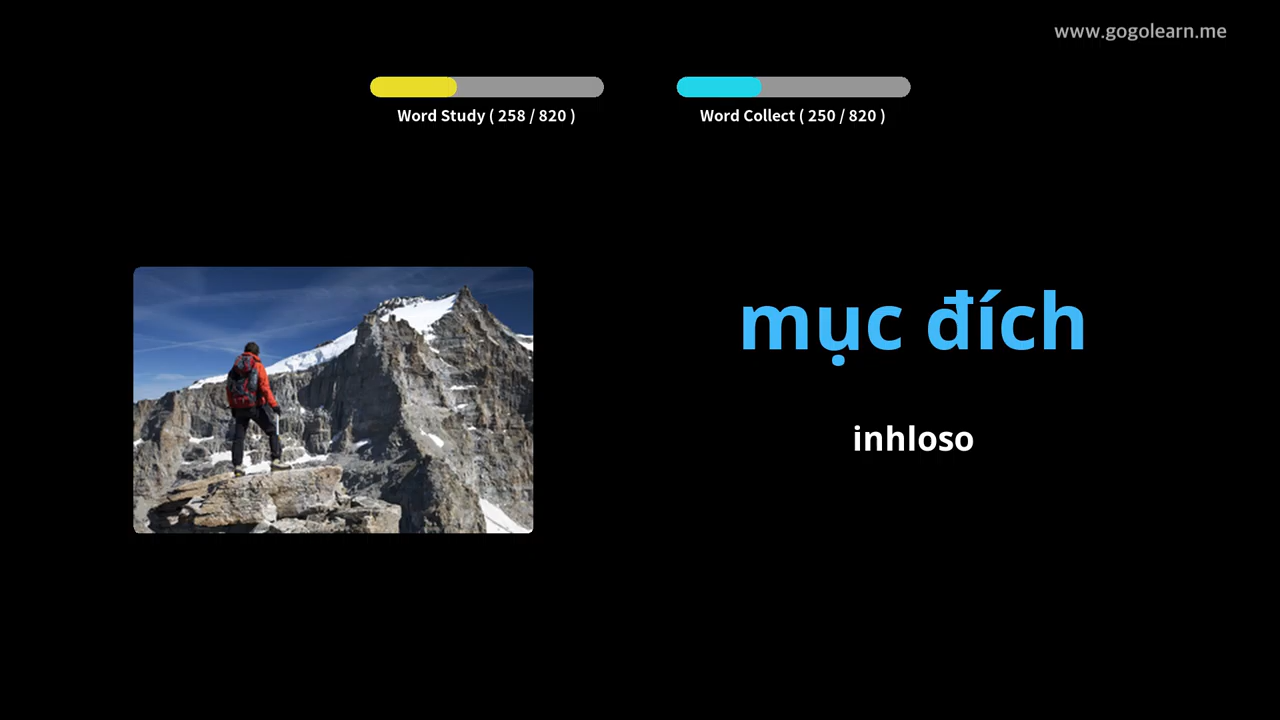 www.gogolearn.me
Word Study ( 258 / 820 )
Word Collect ( 250 / 820 )
mục đích
inhloso